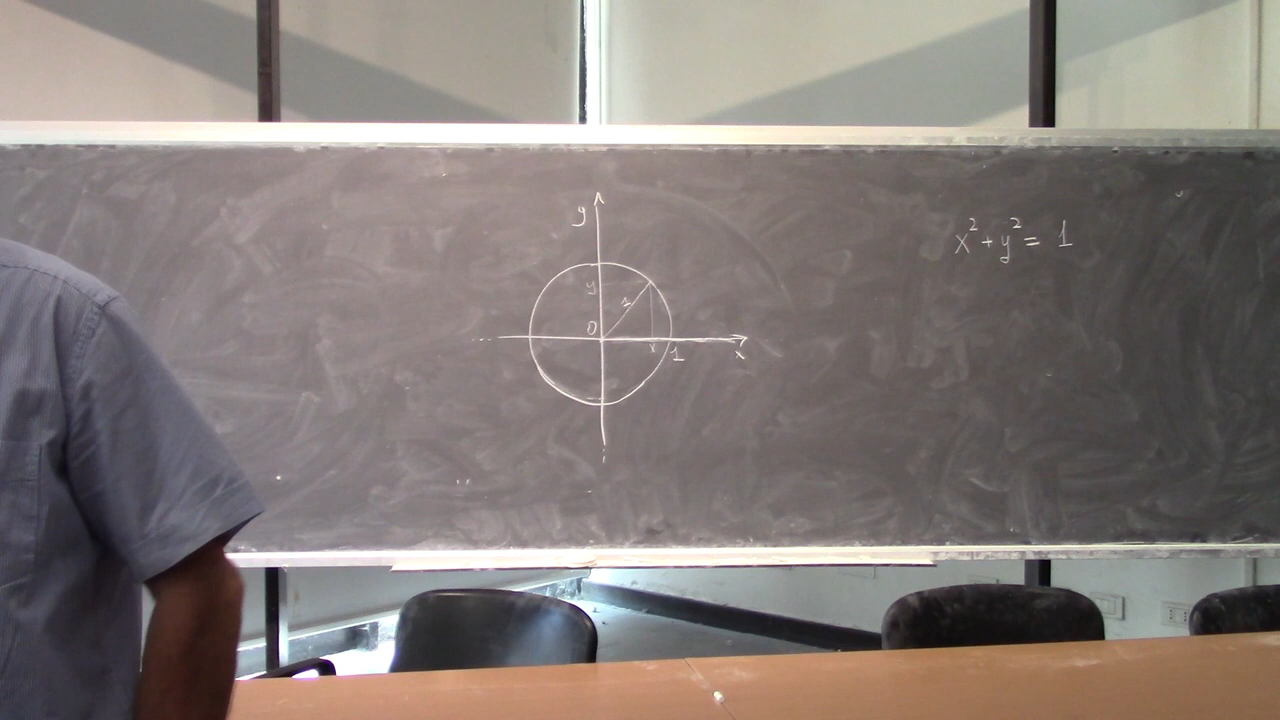 y
x² + y² = 1
y
1
0
x
1
x